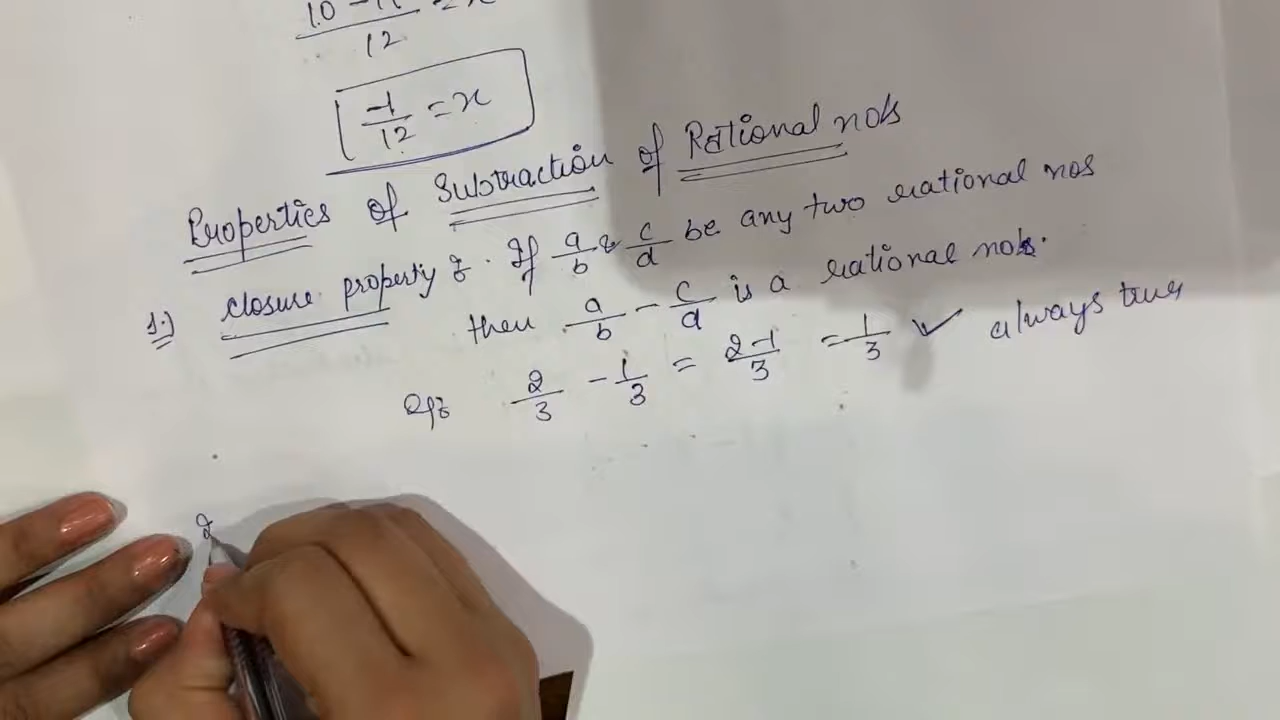 12
-1/12 = x
Properties of Subtraction of Rational nos
1.) closure property : If a/b & c/d be any two rational nos
then a/b - c/d is a rational nos.
eg: 2/3 - 1/3 = 2-1/3 = 1/3 ✓ always true
2